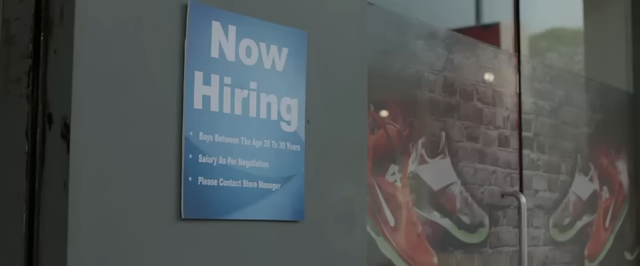 Now
Hiring
Boys Between The Age 20 To 30 Years
Salary As Per Negotiation
Please Contact Store Manager